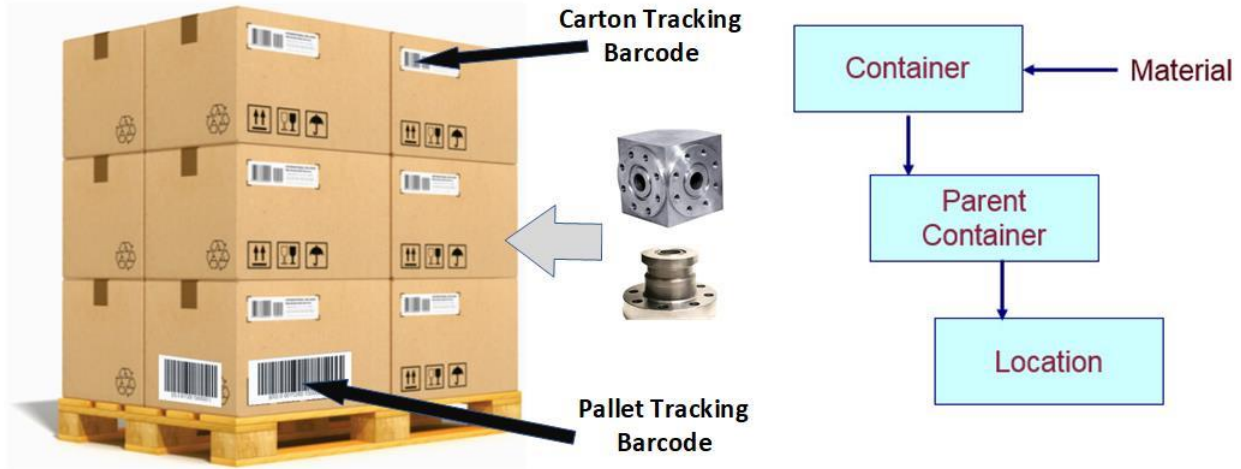 Carton Tracking
Barcode
Container
Material
Parent
Container
Location
Pallet Tracking
Barcode